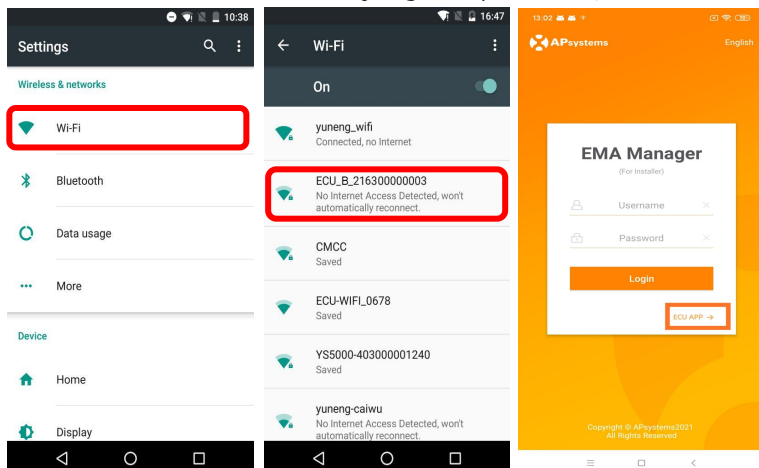 10:38
Settings
Wireless & networks
Wi-Fi
Bluetooth
Data usage
More
Device
Home
Display
16:47
Wi-Fi
On
yuneng_wifi
Connected, no Internet
ECU_B_216300000003
No Internet Access Detected, won't
automatically reconnect.
CMCC
Saved
ECU-WIFI_0678
Saved
YS5000-403000001240
Saved
yuneng-caiwu
No Internet Access Detected, won't
automatically reconnect.
13:02
APsystems
English
EMA Manager
(For Installer)
Username
Password
Login
ECU APP →
Copyright © APsystems2021
All Rights Reserved